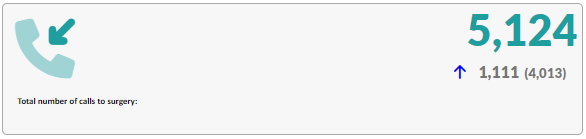 5,124
1,111 (4,013)
Total number of calls to surgery: